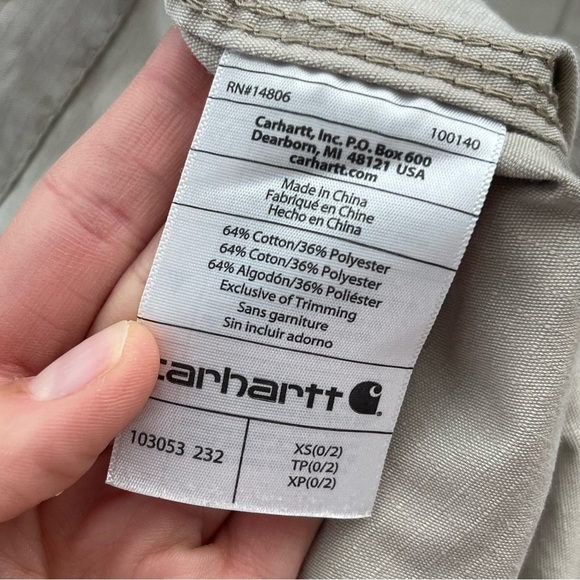 RN#14806
100140
Carhartt, Inc. P.O. Box 600
Dearborn, MI 48121 USA
carhartt.com
Made in China
Fabriqué en Chine
Hecho en China
64% Cotton/36% Polyester
64% Coton/36% Polyester
64% Algodón/36% Poliéster
Exclusive of Trimming
Sans garniture
Sin incluir adorno
carhartt
103053 232
XS(0/2)
TP(0/2)
XP(0/2)